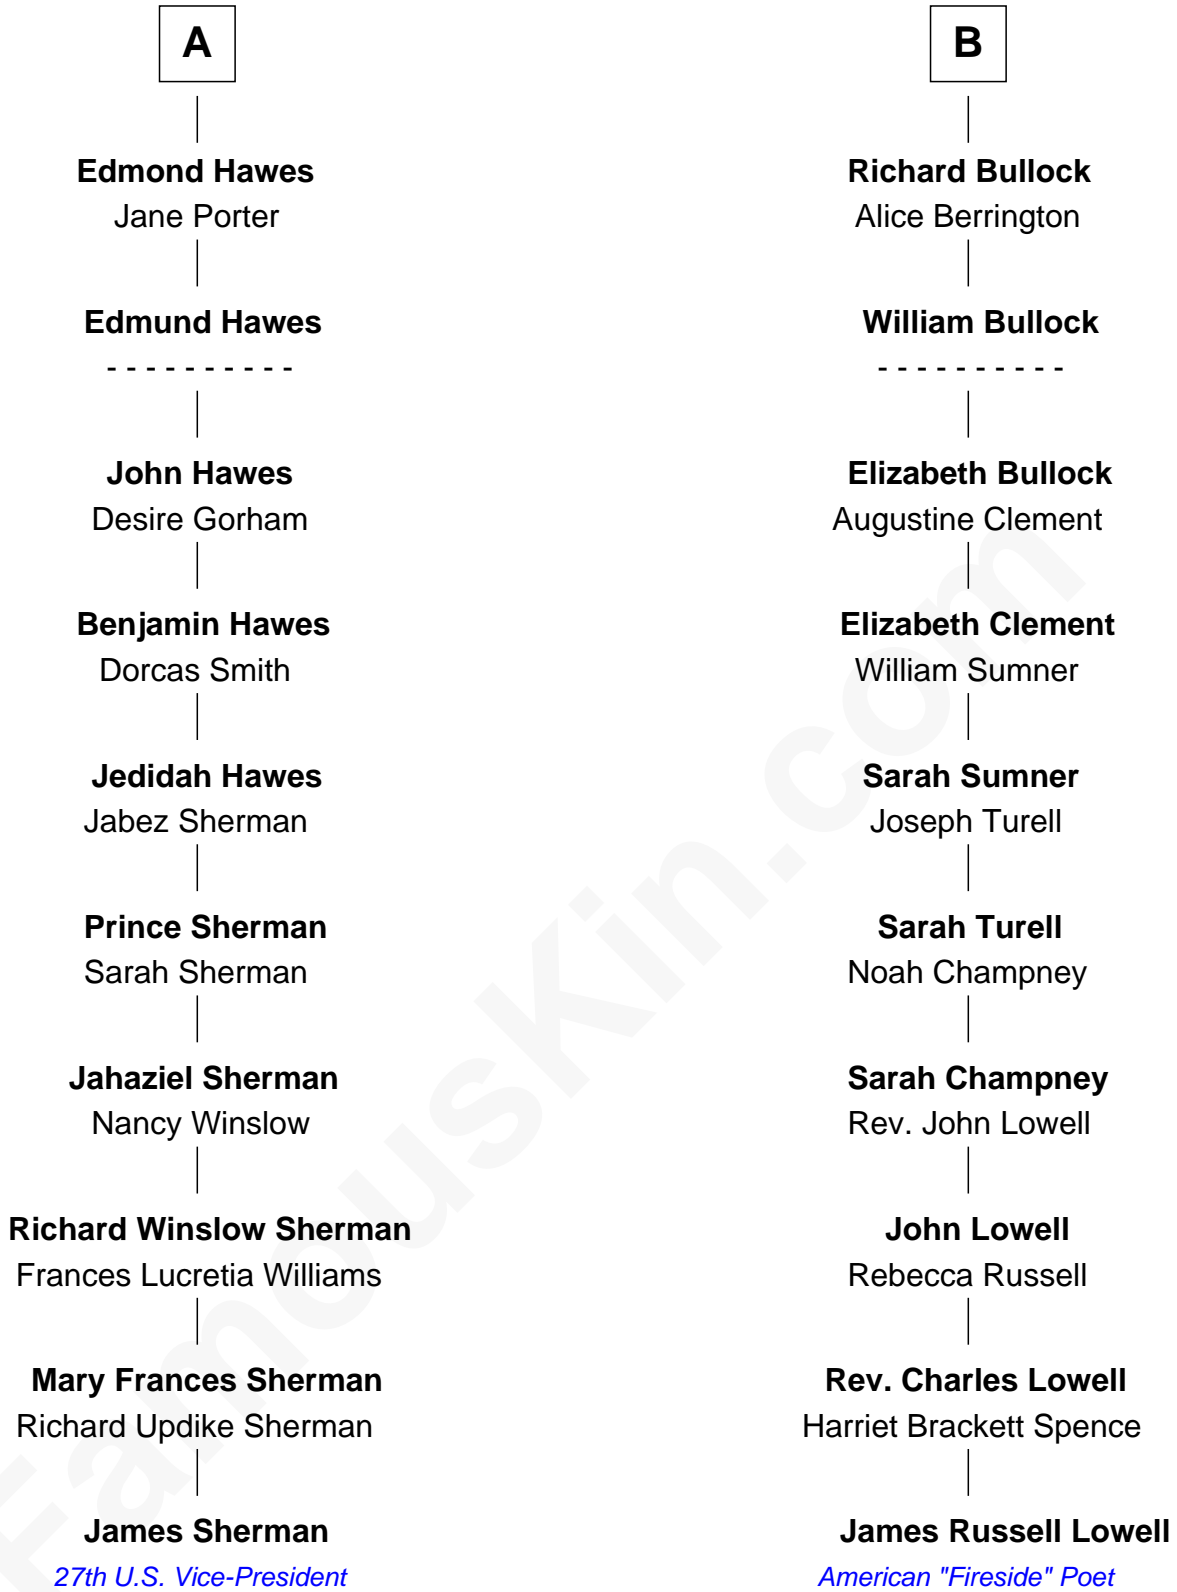 A
Edmond Hawes
Jane Porter
Edmund Hawes
- - - - - - - - - -
John Hawes
Desire Gorham
Benjamin Hawes
Dorcas Smith
Jedidah Hawes
Jabez Sherman
Prince Sherman
Sarah Sherman
Jahaziel Sherman
Nancy Winslow
Richard Winslow Sherman
Frances Lucretia Williams
Mary Frances Sherman
Richard Updike Sherman
James Sherman
27th U.S. Vice-President
B
Richard Bullock
Alice Berrington
William Bullock
- - - - - - - - - -
Elizabeth Bullock
Augustine Clement
Elizabeth Clement
William Sumner
Sarah Sumner
Joseph Turell
Sarah Turell
Noah Champney
Sarah Champney
Rev. John Lowell
John Lowell
Rebecca Russell
Rev. Charles Lowell
Harriet Brackett Spence
James Russell Lowell
American "Fireside" Poet
FamousKin.com